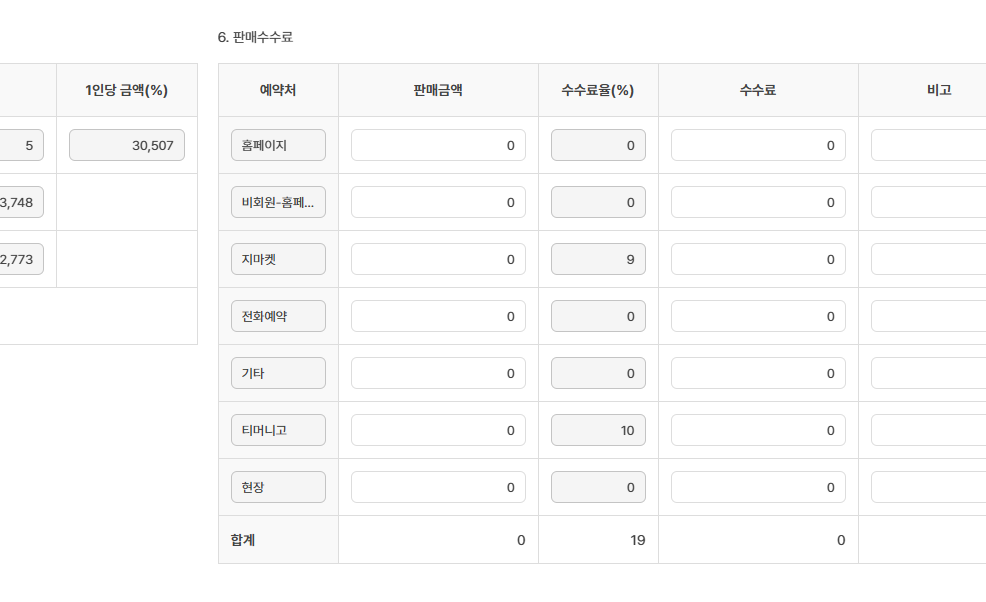 6. 판매수수료
1인당 금액(%)
5
30,507
3,748
2,773
예약처 판매금액 수수료율(%) 수수료 비고
홈페이지 0 0 0
비회원-홈페... 0 0 0
지마켓 0 9 0
전화예약 0 0 0
기타 0 0 0
티머니고 0 10 0
현장 0 0 0
합계 0 19 0